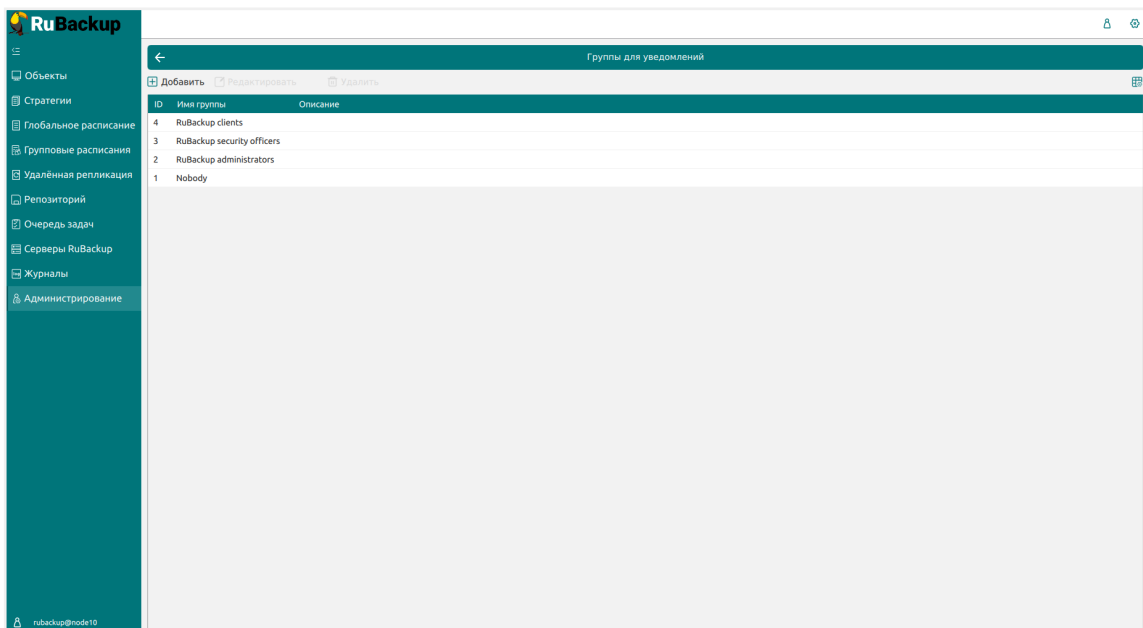 RuBackup
Группы для уведомлений
Объекты
Добавить Редактировать Удалить
Стратегии
ID Имя группы Описание
Глобальное расписание
4 RuBackup clients
3 RuBackup security officers
Групповые расписания
2 RuBackup administrators
Удалённая репликация
1 Nobody
Репозиторий
Очередь задач
Серверы RuBackup
Журналы
Администрирование
rubackup@node10